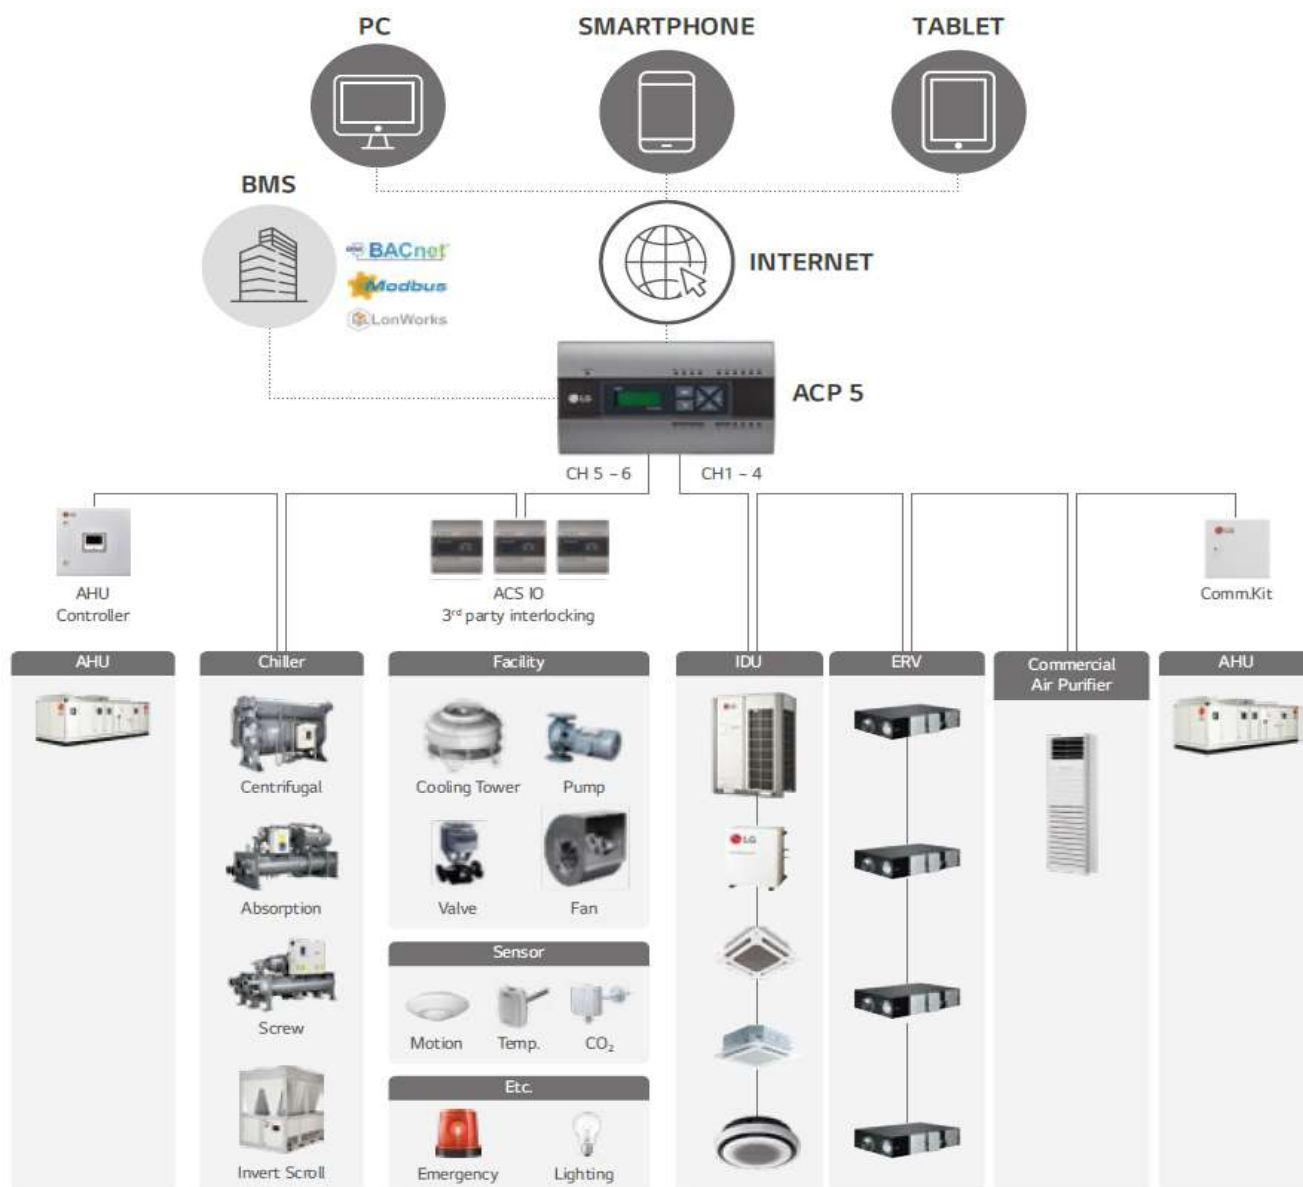 PC
SMARTPHONE
TABLET
BMS
BACnet
Modbus
LonWorks
INTERNET
LG
ACP 5
CH 5 – 6
CH1 – 4
AHU
Controller
ACS IO
3rd party interlocking
Comm.Kit
AHU
Chiller
Facility
IDU
ERV
Commercial
Air Purifier
AHU
Centrifugal
Cooling Tower
Pump
LG
Absorption
Valve
Fan
Sensor
Screw
Motion
Temp.
CO₂
Etc.
Invert Scroll
Emergency
Lighting